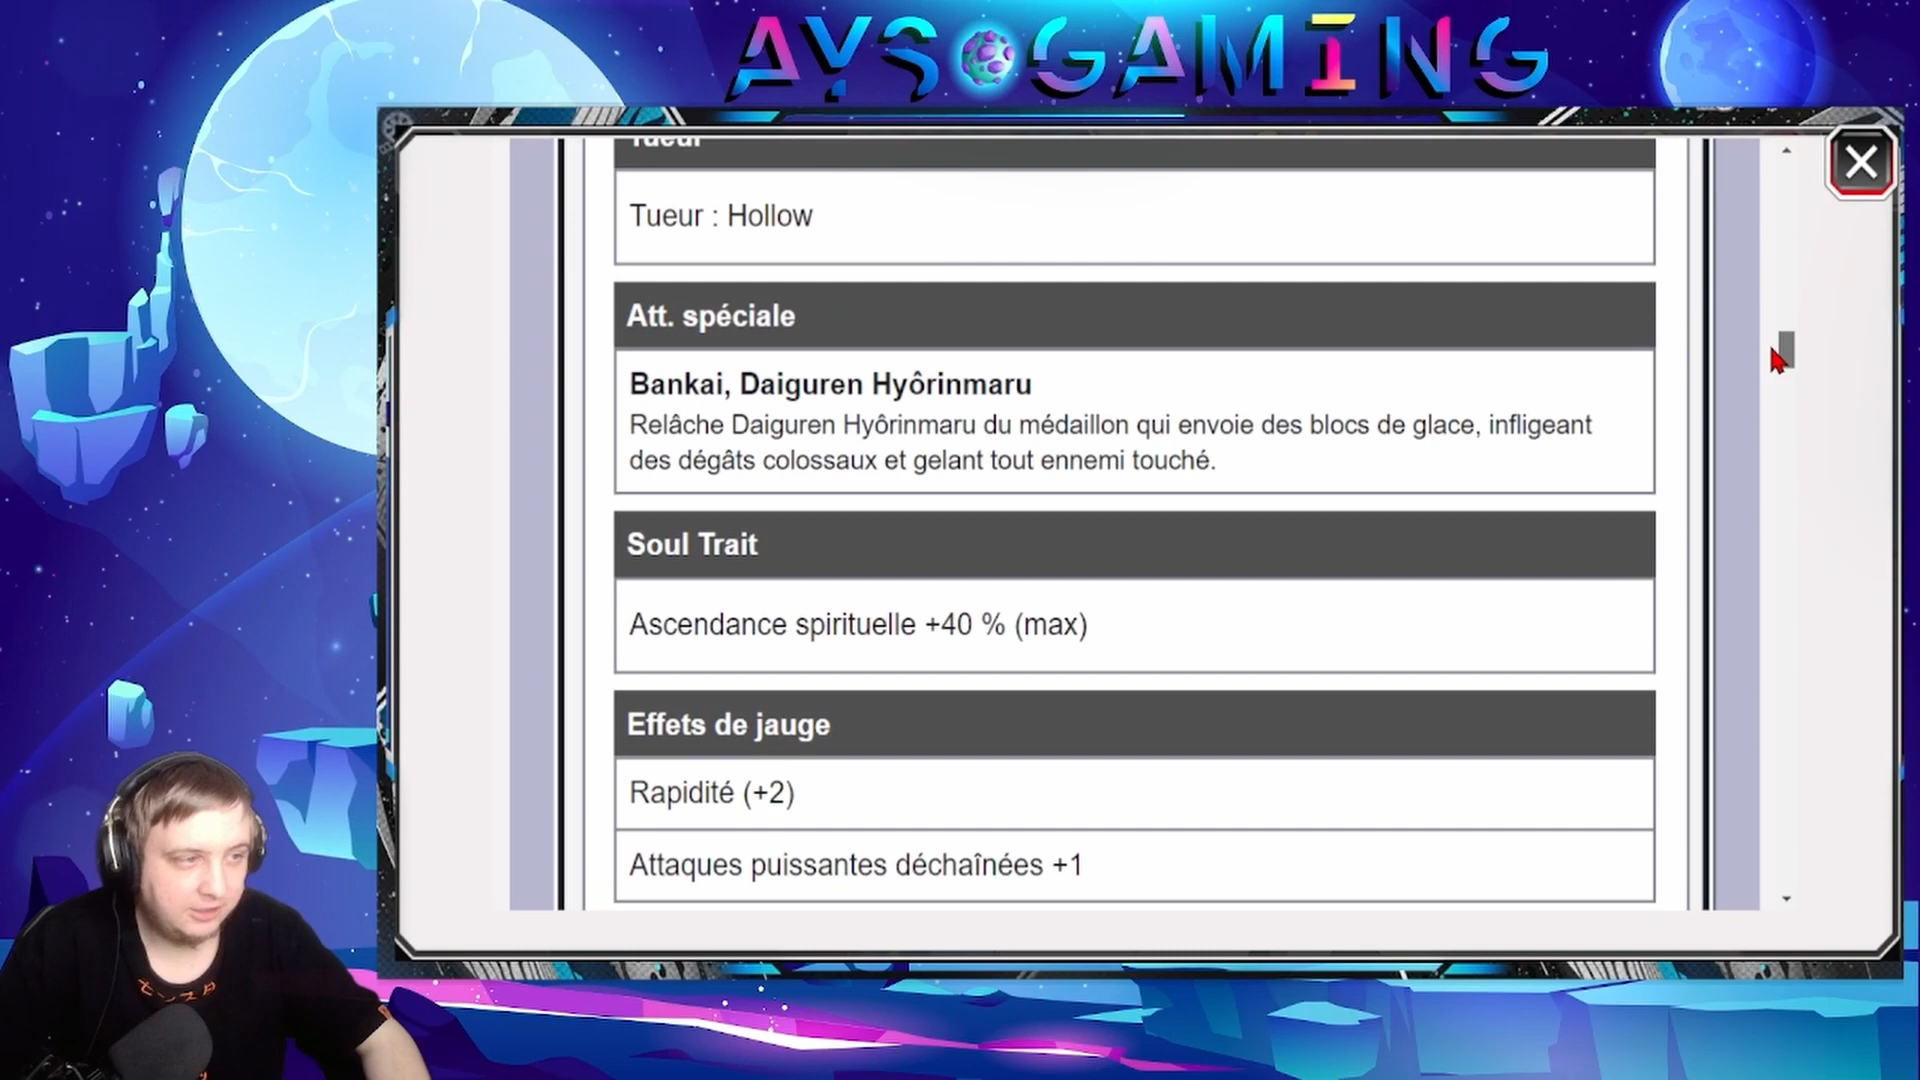 AYSOGAMING
Tueur
Tueur : Hollow
Att. spéciale
Bankai, Daiguren Hyôrinmaru
Relâche Daiguren Hyôrinmaru du médaillon qui envoie des blocs de glace, infligeant
des dégâts colossaux et gelant tout ennemi touché.
Soul Trait
Ascendance spirituelle +40 % (max)
Effets de jauge
Rapidité (+2)
Attaques puissantes déchaînées +1